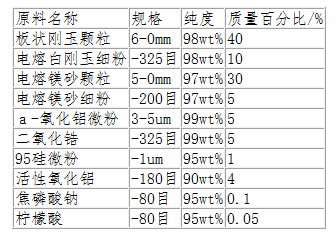 原料名称 规格 纯度 质量百分比/%
板状刚玉颗粒 6-0mm 98wt% 40
电熔白刚玉细粉 -325目 98wt% 10
电熔镁砂颗粒 5-0mm 97wt% 30
电熔镁砂细粉 -200目 97wt% 5
a-氧化铝微粉 3-5um 99wt% 5
二氧化锆 -325目 99wt% 5
95硅微粉 -1um 95wt% 1
活性氧化铝 -180目 90wt% 4
焦磷酸钠 -80目 95wt% 0.1
柠檬酸 -80目 95wt% 0.05